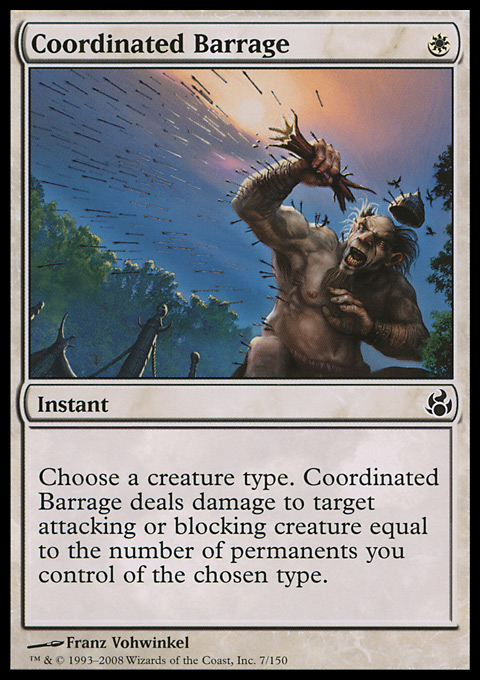 Coordinated Barrage
Instant
Choose a creature type. Coordinated
Barrage deals damage to target
attacking or blocking creature equal
to the number of permanents you
control of the chosen type.
Franz Vohwinkel
™ & © 1993–2008 Wizards of the Coast, Inc. 7/150